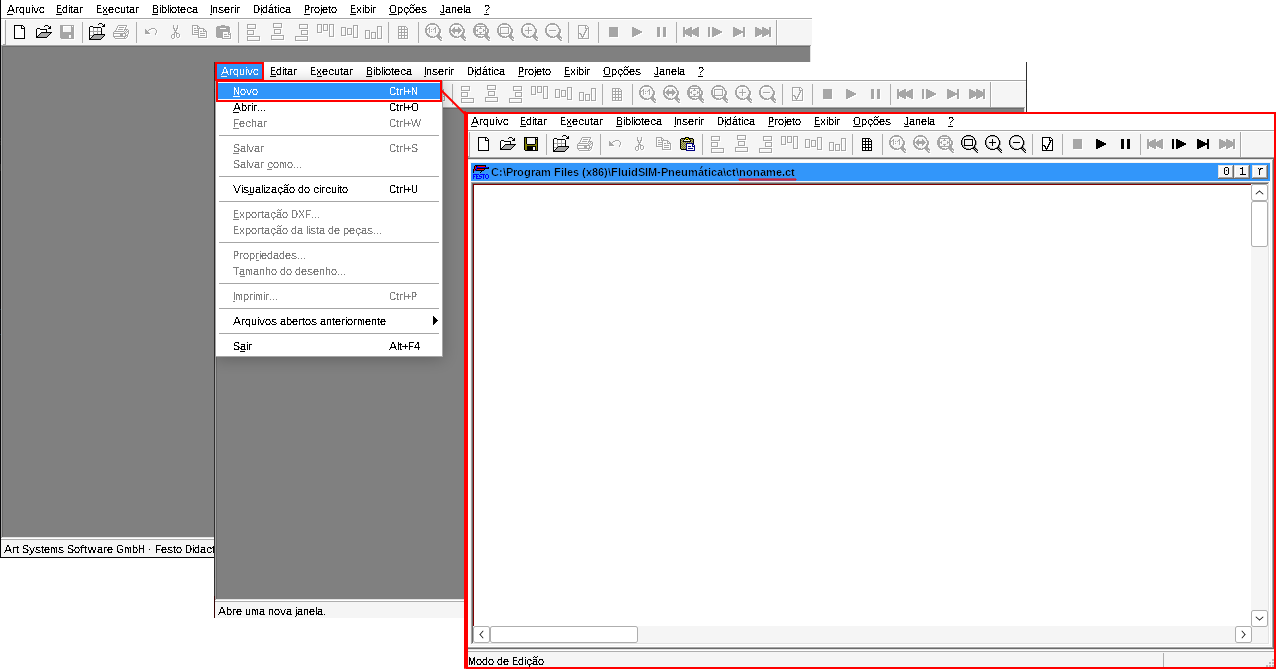 Arquivo Editar Executar Biblioteca Inserir Didática Projeto Exibir Opções Janela ?
Art Systems Software GmbH · Festo Didact
Arquivo Editar Executar Biblioteca Inserir Didática Projeto Exibir Opções Janela ?
Novo Ctrl+N
Abrir... Ctrl+O
Fechar Ctrl+W
Salvar Ctrl+S
Salvar como...
Visualização do circuito Ctrl+U
Exportação DXF...
Exportação da lista de peças...
Propriedades...
Tamanho do desenho...
Imprimir... Ctrl+P
Arquivos abertos anteriormente
Sair Alt+F4
Abre uma nova janela.
Arquivo Editar Executar Biblioteca Inserir Didática Projeto Exibir Opções Janela ?
FESTO C:\Program Files (x86)\FluidSIM-Pneumática\ct\noname.ct 0 1 r
Modo de Edição